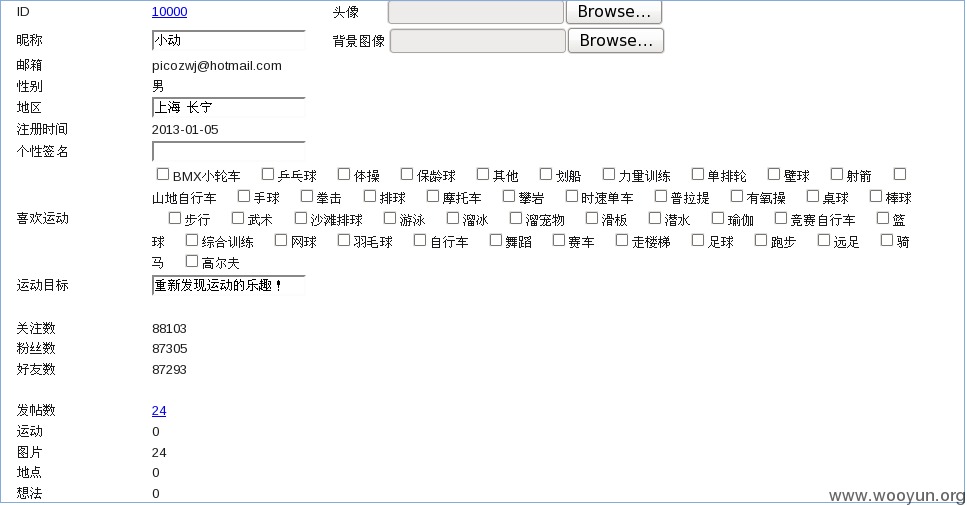 ID 10000 头像 Browse...
昵称 小动 背景图像 Browse...
邮箱 picozwj@hotmail.com
性别 男
地区 上海 长宁
注册时间 2013-01-05
个性签名
BMX小轮车 乒乓球 体操 保龄球 其他 划船 力量训练 单排轮 壁球 射箭
山地自行车 手球 拳击 排球 摩托车 攀岩 时速单车 普拉提 有氧操 桌球 棒球
喜欢运动 步行 武术 沙滩排球 游泳 溜冰 溜宠物 滑板 潜水 瑜伽 竞赛自行车 篮
球 综合训练 网球 羽毛球 自行车 舞蹈 赛车 走楼梯 足球 跑步 远足 骑
马 高尔夫
运动目标 重新发现运动的乐趣！
关注数 88103
粉丝数 87305
好友数 87293
发帖数 24
运动 0
图片 24
地点 0
想法 0
www.wooyun.org